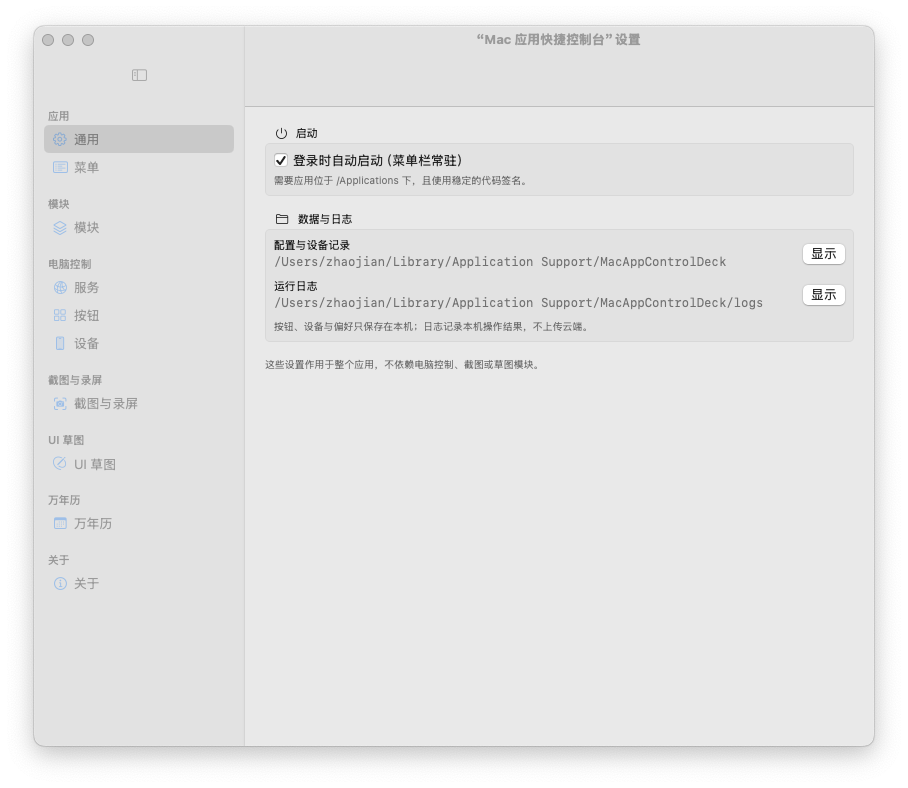 “Mac 应用快捷控制台” 设置
应用
通用
菜单
模块
模块
电脑控制
服务
按钮
设备
截图与录屏
截图与录屏
UI 草图
UI 草图
万年历
万年历
关于
关于
启动
登录时自动启动 (菜单栏常驻)
需要应用位于 /Applications 下，且使用稳定的代码签名。
数据与日志
配置与设备记录
/Users/zhaojian/Library/Application Support/MacAppControlDeck
显示
运行日志
/Users/zhaojian/Library/Application Support/MacAppControlDeck/logs
显示
按钮、设备与偏好只保存在本机；日志记录本机操作结果，不上传云端。
这些设置作用于整个应用，不依赖电脑控制、截图或草图模块。